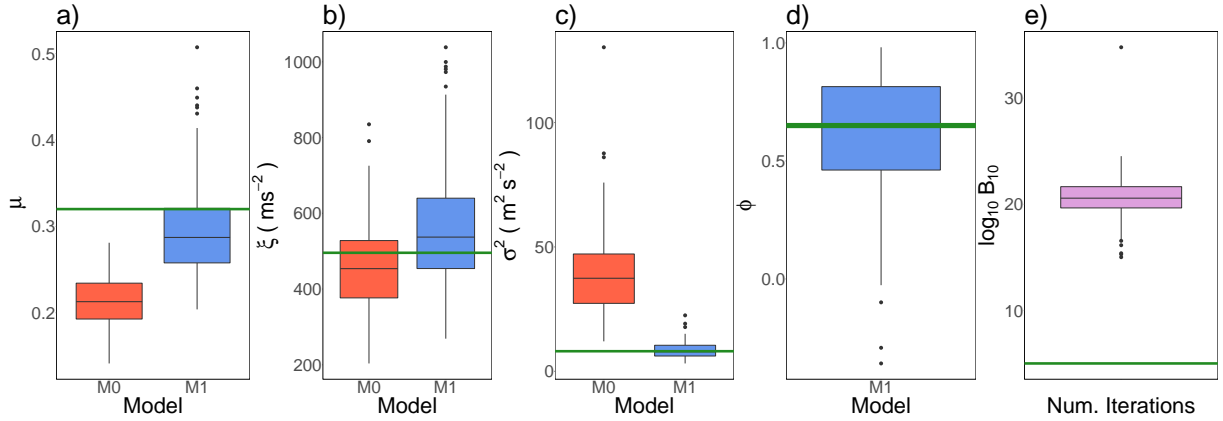 a)
μ
0.5
0.4
0.3
0.2
M0 M1
Model
b)
ξ ( ms⁻² )
1000
800
600
400
200
M0 M1
Model
c)
σ² ( m² s⁻² )
100
50
0
M0 M1
Model
d)
ϕ
1.0
0.5
0.0
M1
Model
e)
log₁₀ B₁₀
30
20
10
Num. Iterations